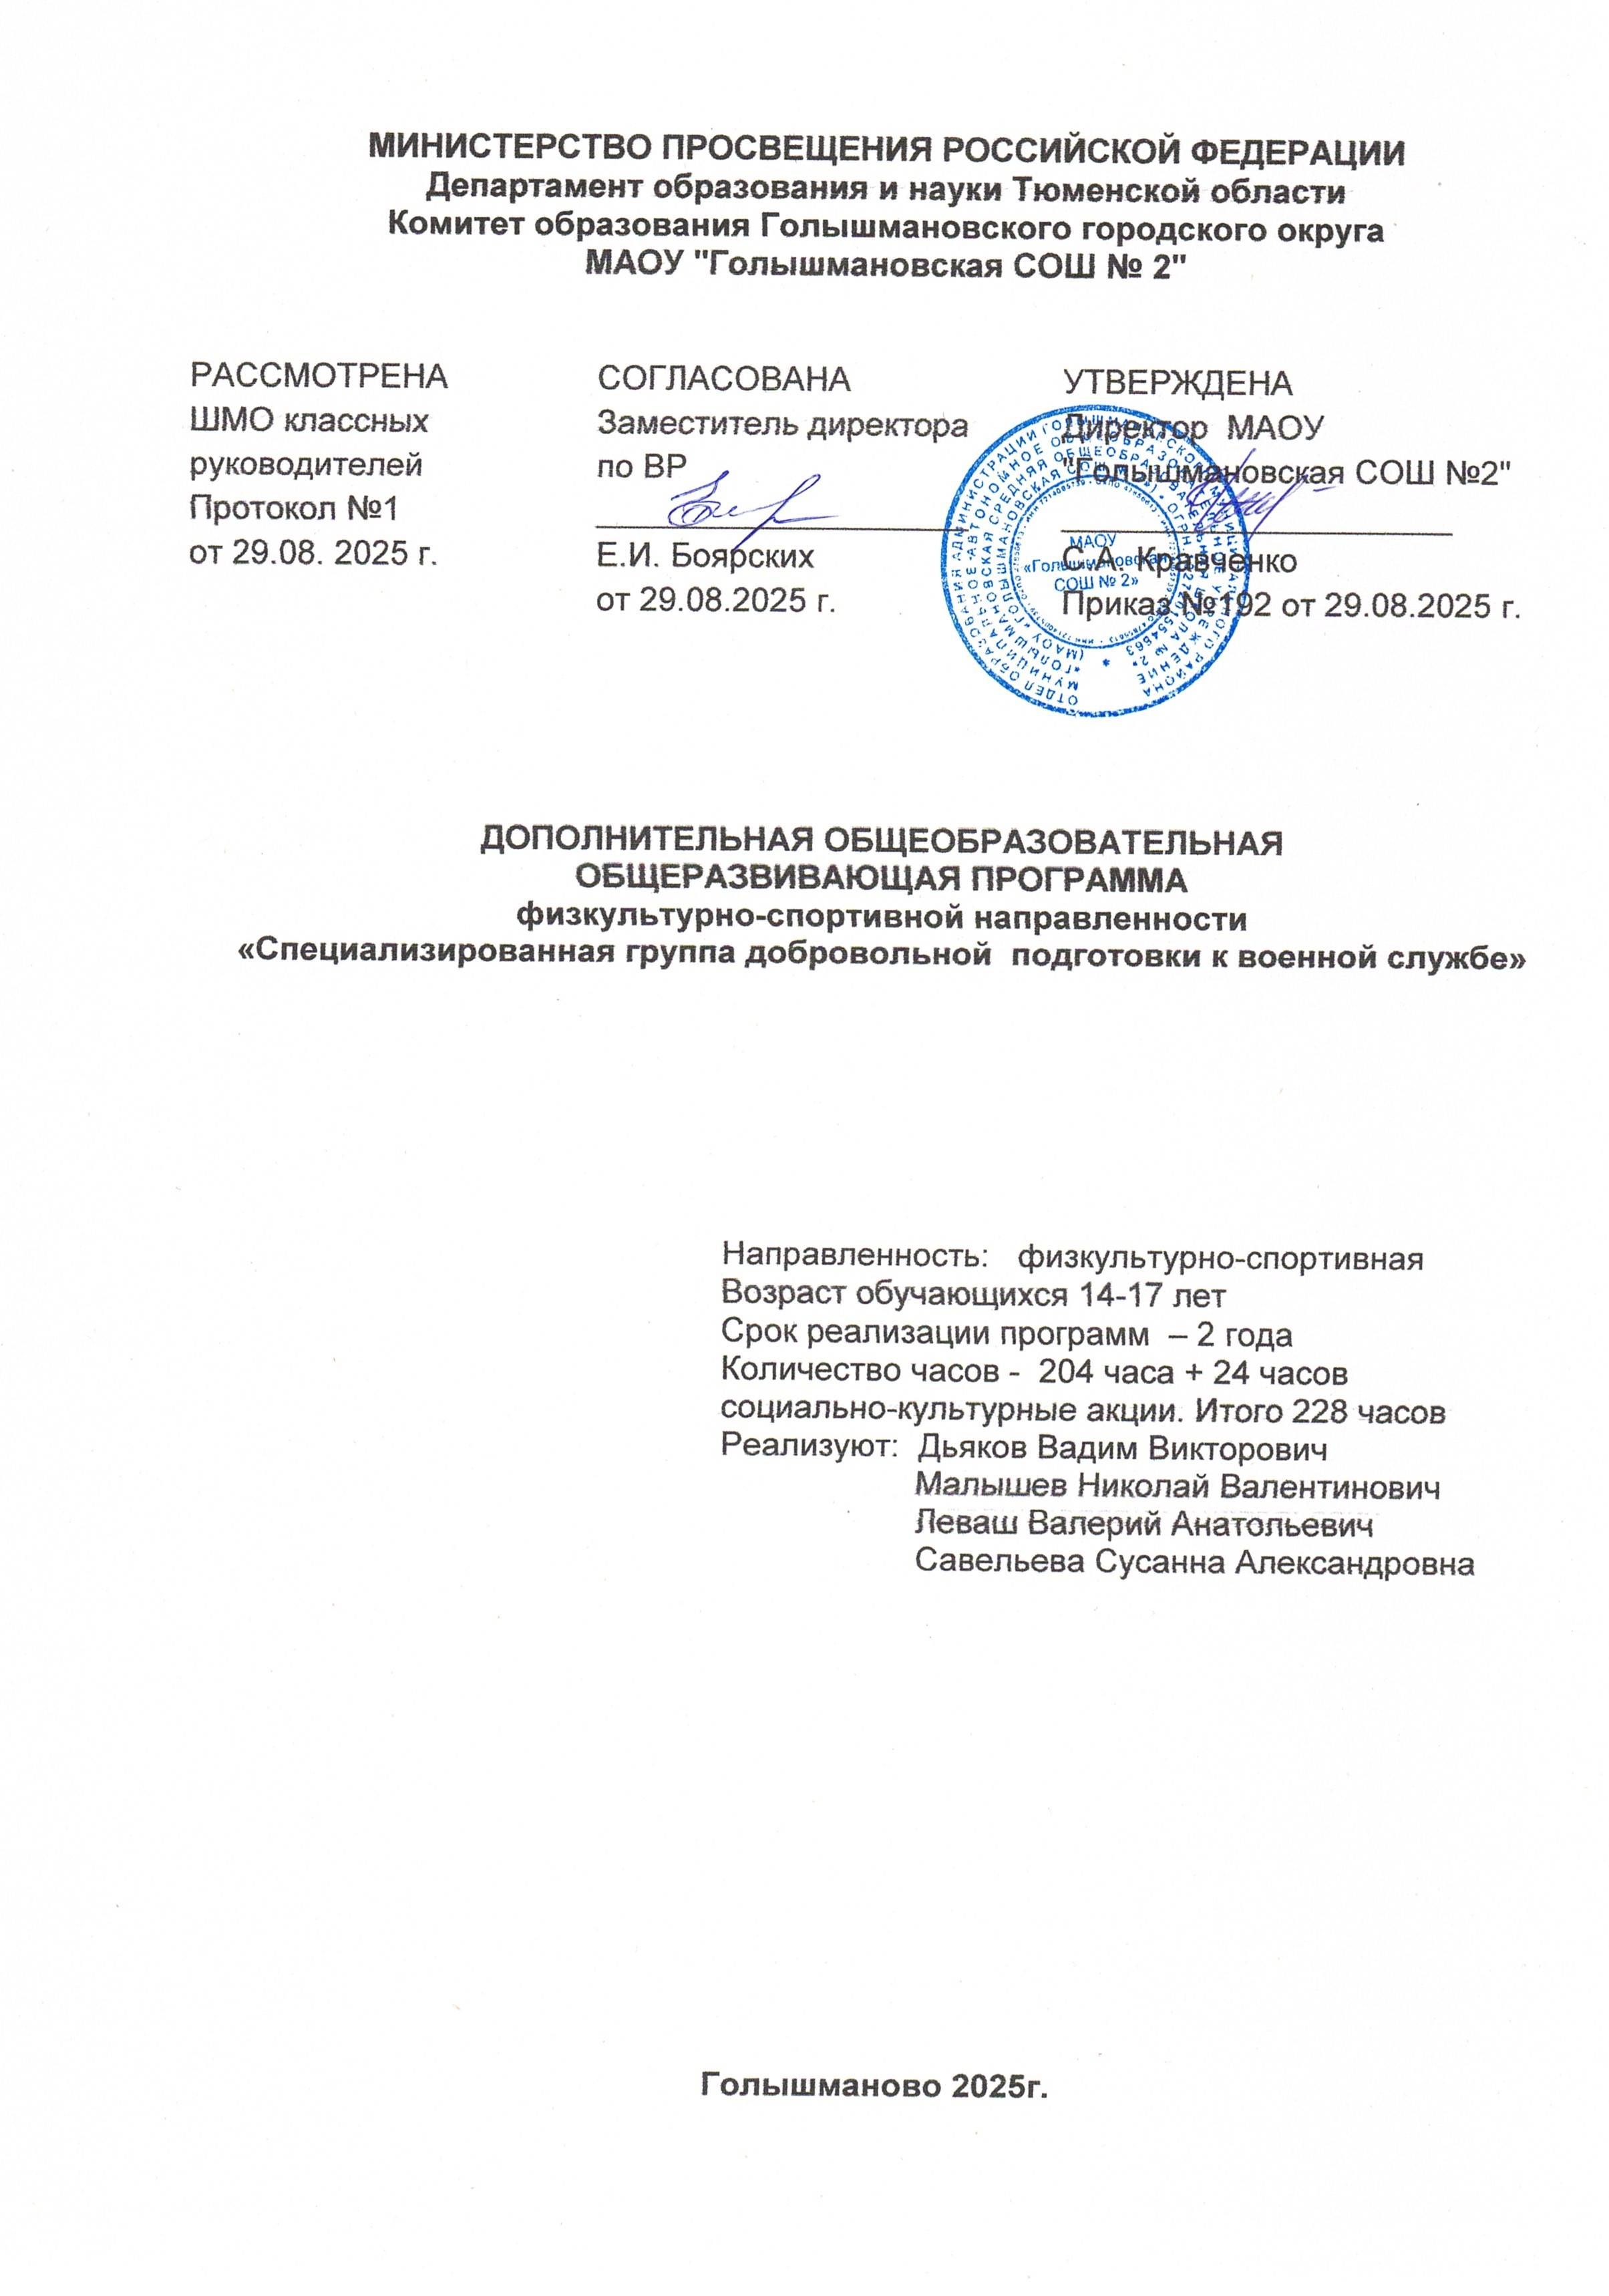 МИНИСТЕРСТВО ПРОСВЕЩЕНИЯ РОССИЙСКОЙ ФЕДЕРАЦИИ
Департамент образования и науки Тюменской области
Комитет образования Голышмановского городского округа
МАОУ "Голышмановская СОШ № 2"
РАССМОТРЕНА
ШМО классных
руководителей
Протокол №1
от 29.08. 2025 г.
СОГЛАСОВАНА
Заместитель директора
по ВР
Е.И. Боярских
от 29.08.2025 г.
УТВЕРЖДЕНА
Директор МАОУ
"Голышмановская СОШ №2"
С.А. Кравченко
Приказ №192 от 29.08.2025 г.
МАОУ
«Голышмановская
СОШ № 2»
ДОПОЛНИТЕЛЬНАЯ ОБЩЕОБРАЗОВАТЕЛЬНАЯ
ОБЩЕРАЗВИВАЮЩАЯ ПРОГРАММА
физкультурно-спортивной направленности
«Специализированная группа добровольной подготовки к военной службе»
Направленность: физкультурно-спортивная
Возраст обучающихся 14-17 лет
Срок реализации программ – 2 года
Количество часов - 204 часа + 24 часов
социально-культурные акции. Итого 228 часов
Реализуют: Дьяков Вадим Викторович
Малышев Николай Валентинович
Леваш Валерий Анатольевич
Савельева Сусанна Александровна
Голышманово 2025г.